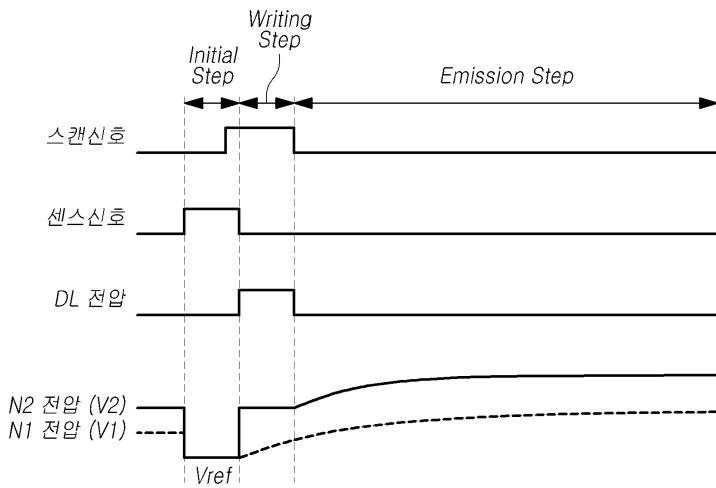 Writing
Step
Initial
Step
Emission Step
스캔신호
센스신호
DL 전압
N2 전압 (V2)
N1 전압 (V1)
Vref